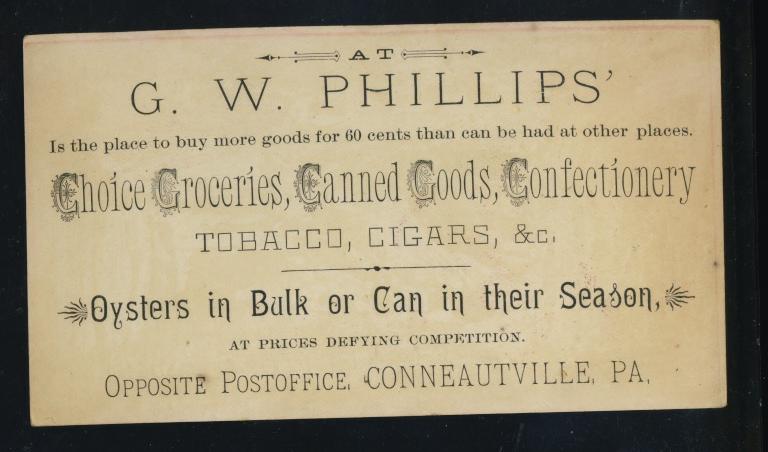 AT
G. W. PHILLIPS'
Is the place to buy more goods for 60 cents than can be had at other places.
Choice Groceries, Canned Goods, Confectionery
TOBACCO, CIGARS, &c.
Oysters in Bulk or Can in their Season,
AT PRICES DEFYING COMPETITION.
OPPOSITE POSTOFFICE, CONNEAUTVILLE, PA,